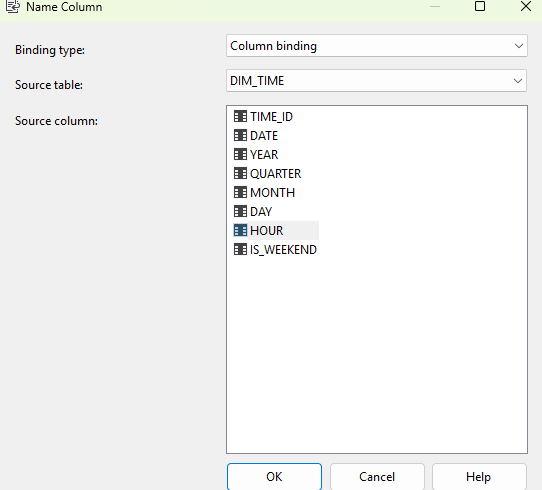 Name Column
Binding type:
Column binding
Source table:
DIM_TIME
Source column:
TIME_ID
DATE
YEAR
QUARTER
MONTH
DAY
HOUR
IS_WEEKEND
OK
Cancel
Help